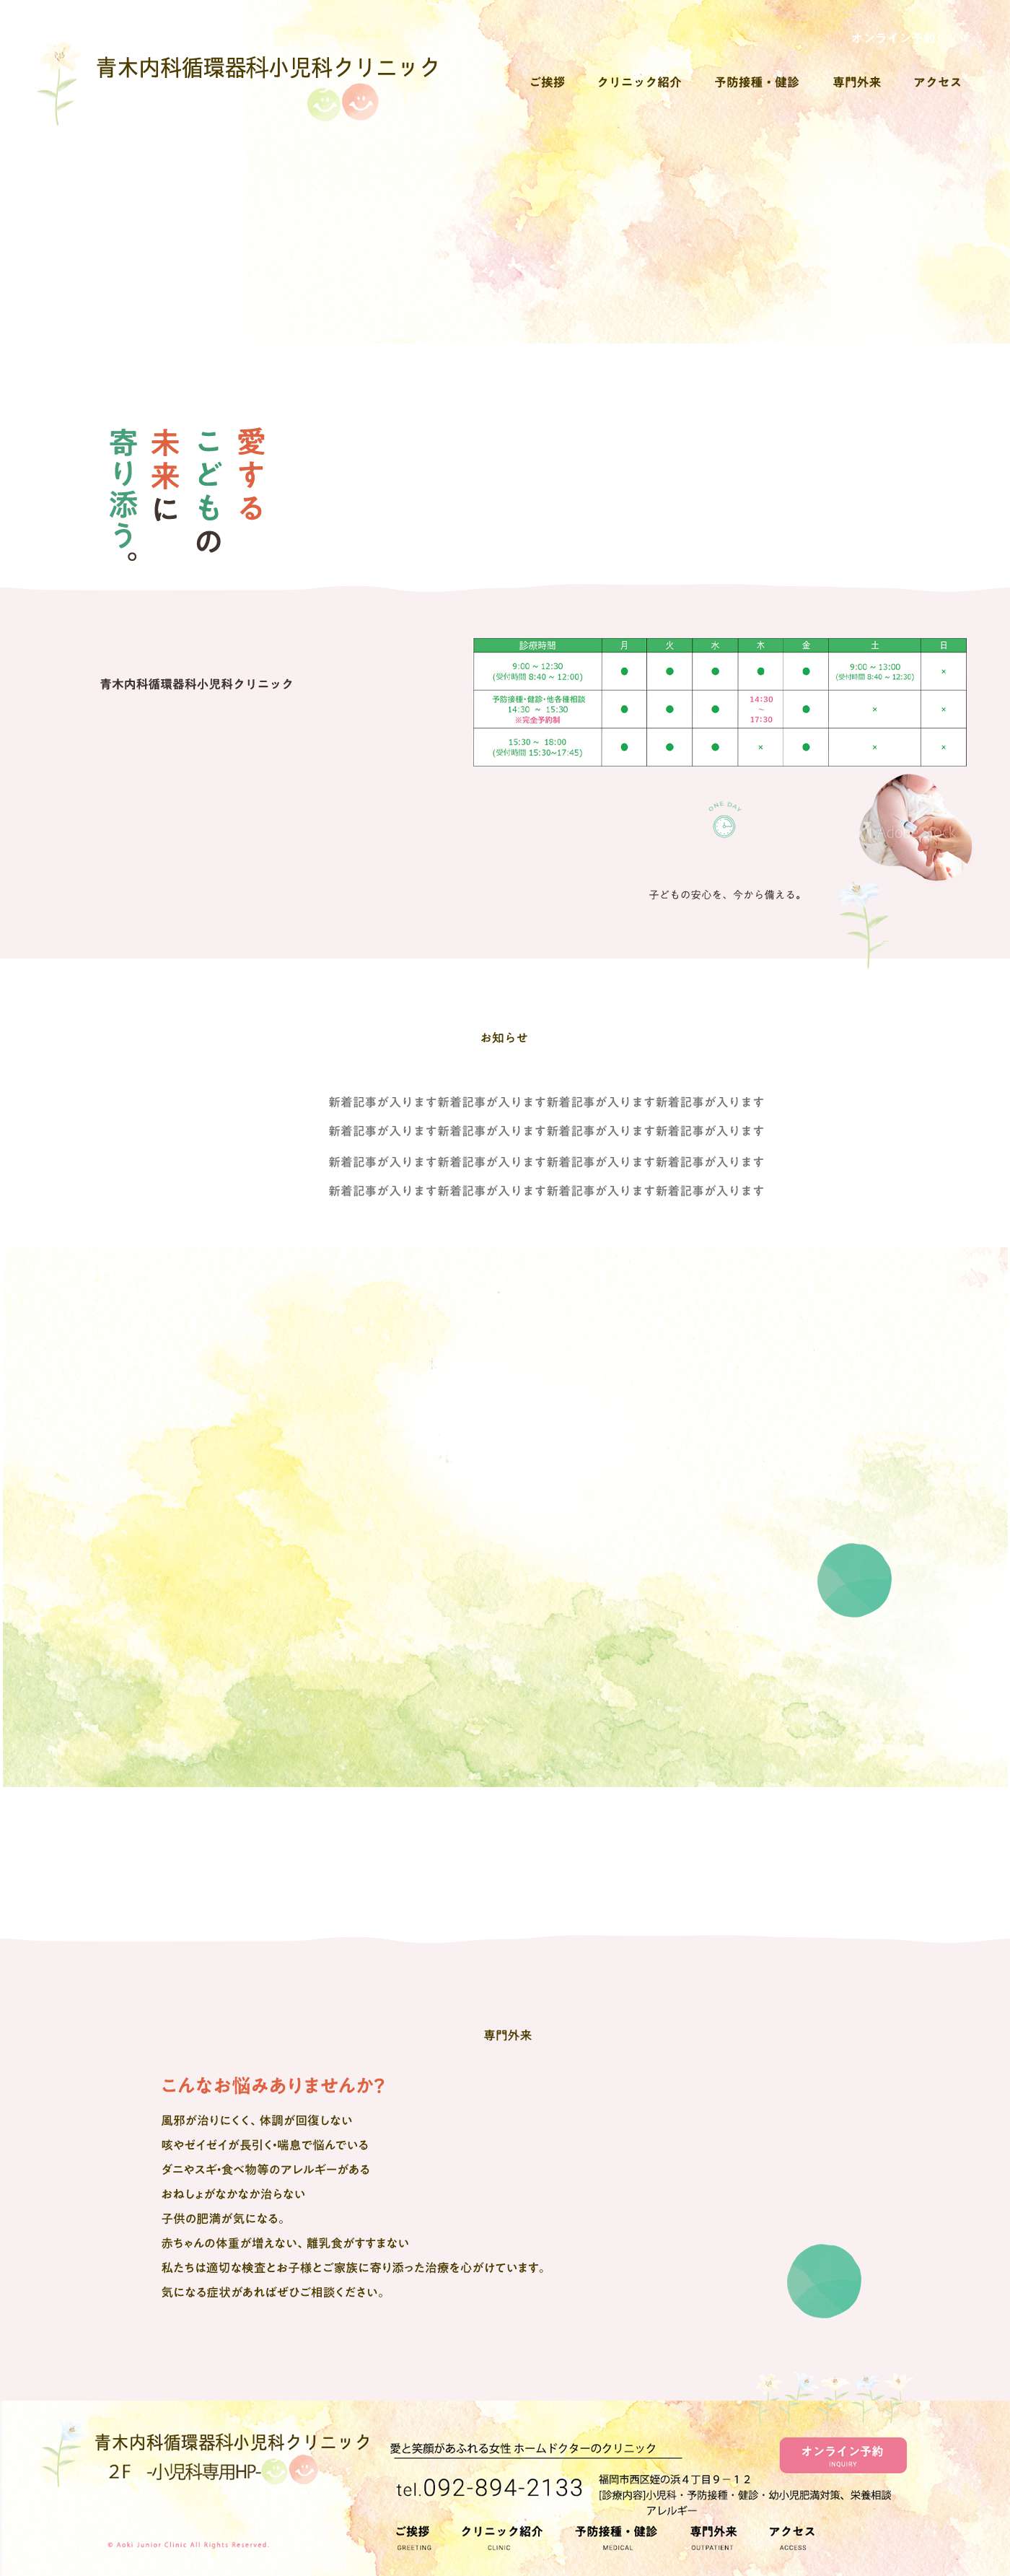 オンライン予約
青木内科循環器科小児科クリニック
ご挨拶 クリニック紹介 予防接種・健診 専門外来 アクセス
愛する
こどもの
未来に
寄り添う。
青木内科循環器科小児科クリニック
診療時間 月 火 水 木 金 土 日
9:00 ~ 12:30 ● ● ● ● ● 9:00 ~ 13:00 ×
(受付時間 8:40 ~ 12:00) (受付時間 8:40 ~ 12:30)
予防接種・健診・他各種相談 14:30
14:30 ~ 15:30 ● ● ● ~ ● × ×
※完全予約制 17:30
15:30 ~ 18:00 ● ● ● × ● × ×
(受付時間 15:30~17:45)
ONE DAY
子どもの安心を、今から備える。
お知らせ
新着記事が入ります新着記事が入ります新着記事が入ります新着記事が入ります
新着記事が入ります新着記事が入ります新着記事が入ります新着記事が入ります
新着記事が入ります新着記事が入ります新着記事が入ります新着記事が入ります
新着記事が入ります新着記事が入ります新着記事が入ります新着記事が入ります
専門外来
こんなお悩みありませんか？
風邪が治りにくく、体調が回復しない
咳やゼイゼイが長引く・喘息で悩んでいる
ダニやスギ・食べ物等のアレルギーがある
おねしょがなかなか治らない
子供の肥満が気になる。
赤ちゃんの体重が増えない、離乳食がすすまない
私たちは適切な検査とお子様とご家族に寄り添った治療を心がけています。
気になる症状があればぜひご相談ください。
青木内科循環器科小児科クリニック
２F -小児科専用HP-
愛と笑顔があふれる女性 ホームドクターのクリニック
オンライン予約
INQUIRY
tel.092-894-2133
福岡市西区姪の浜４丁目９－１２
[診療内容]小児科・予防接種・健診・幼小児肥満対策、栄養相談
アレルギー
ご挨拶 クリニック紹介 予防接種・健診 専門外来 アクセス
GREETING CLINIC MEDICAL OUTPATIENT ACCESS
© Aoki Junior Clinic All Rights Reserved.